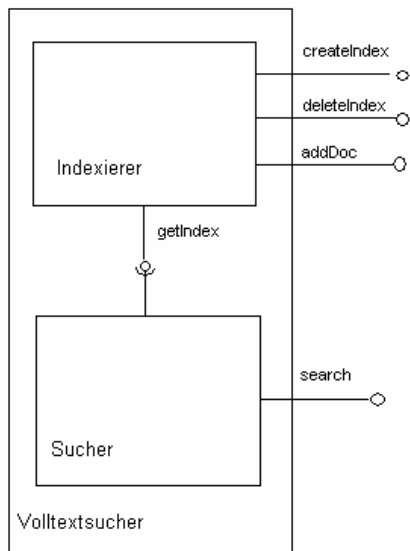 createIndex
deleteIndex
addDoc
Indexierer
getIndex
search
Sucher
Volltextsucher